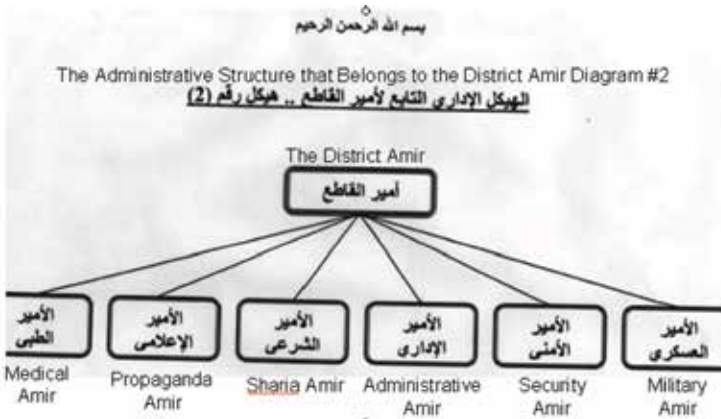 بسم الله الرحمن الرحيم
The Administrative Structure that Belongs to the District Amir Diagram #2
الهيكل الإداري التابع لأمير القاطع .. هيكل رقم (2)
The District Amir
أمير القاطع
الأمير
الطبي
الأمير
الإعلامي
الأمير
الشرعي
الأمير
الإداري
الأمير
الأمني
الأمير
العسكري
Medical
Amir
Propaganda
Amir
Sharia Amir
Administrative
Amir
Security
Amir
Military
Amir